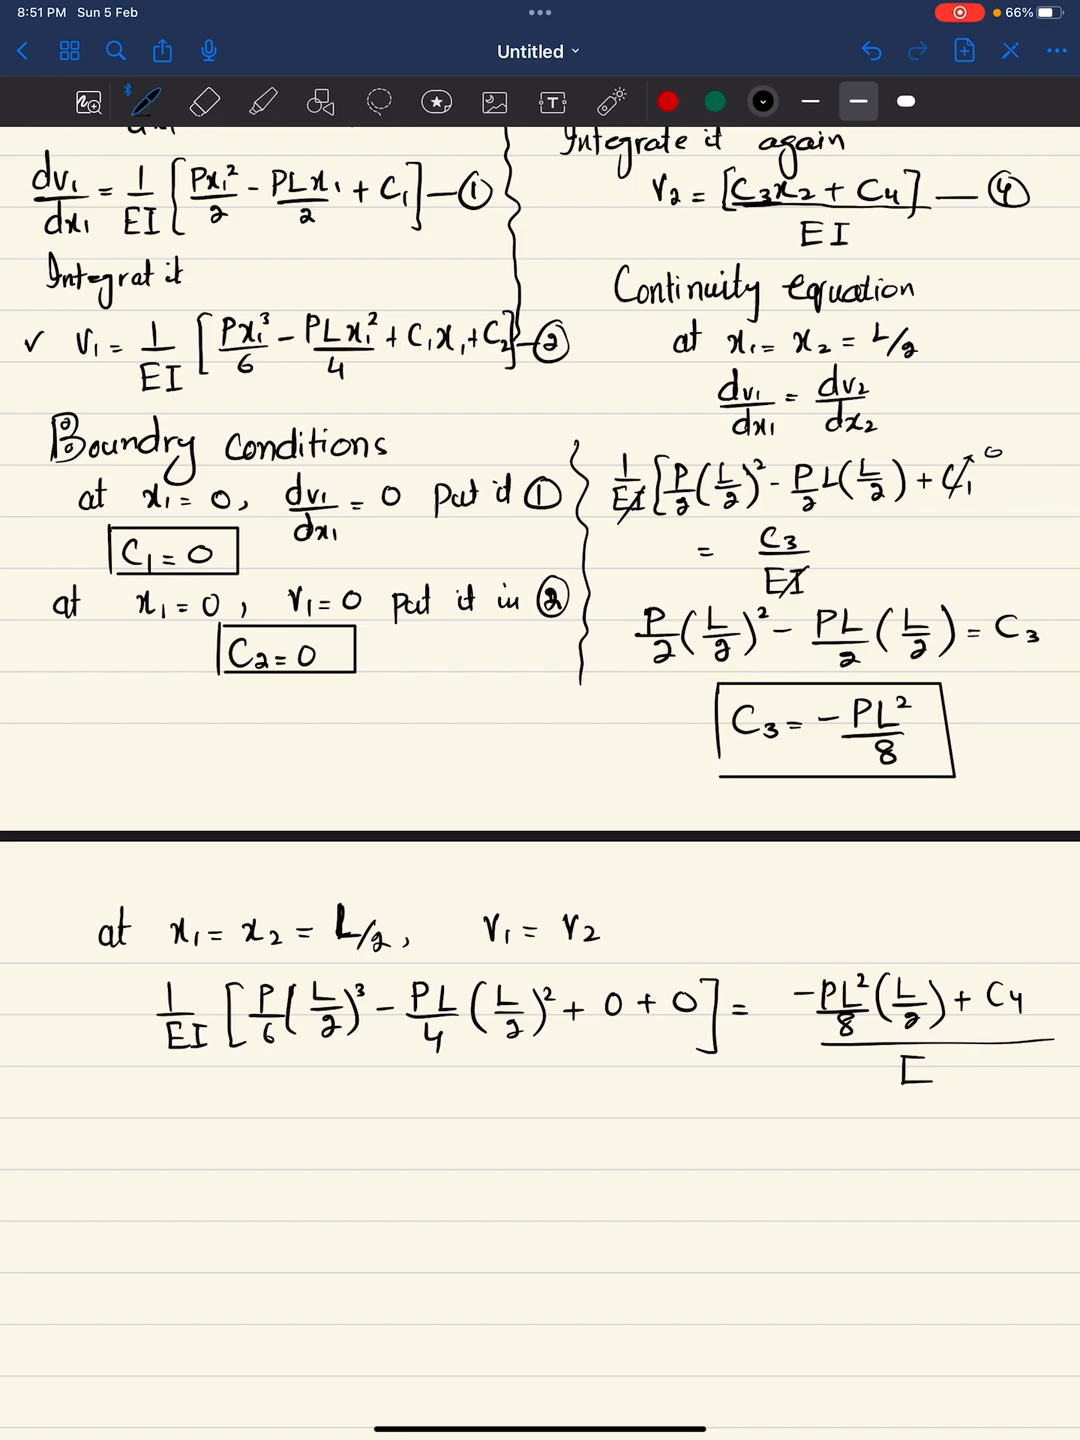 8:51 PM Sun 5 Feb
66%
Untitled
dv₁/dx₁ = 1/EI [Px₁²/2 - PLx₁/2 + C₁] — ①
Integrat it
✓ v₁ = 1/EI [Px₁³/6 - PLx₁²/4 + C₁x₁ + C₂] - ②
Boundry conditions
at x₁ = 0, dv₁/dx₁ = 0 put id ①
C₁ = 0
at x₁ = 0, v₁ = 0 put it in ②
C₂ = 0
Integrate it again
v₂ = [C₃x₂ + C₄]/EI — ④
Continuity equation
at x₁ = x₂ = L/2
dv₁/dx₁ = dv₂/dx₂
1/EI [P/2 (L/2)² - P/2 L(L/2) + C₁ 0
= C₃/EI
P/2 (L/2)² - PL/2 (L/2) = C₃
C₃ = -PL²/8
at x₁ = x₂ = L/2, v₁ = v₂
1/EI [P/6 (L/2)³ - PL/4 (L/2)² + 0 + 0] = (-PL²/8 (L/2) + C₄)/E